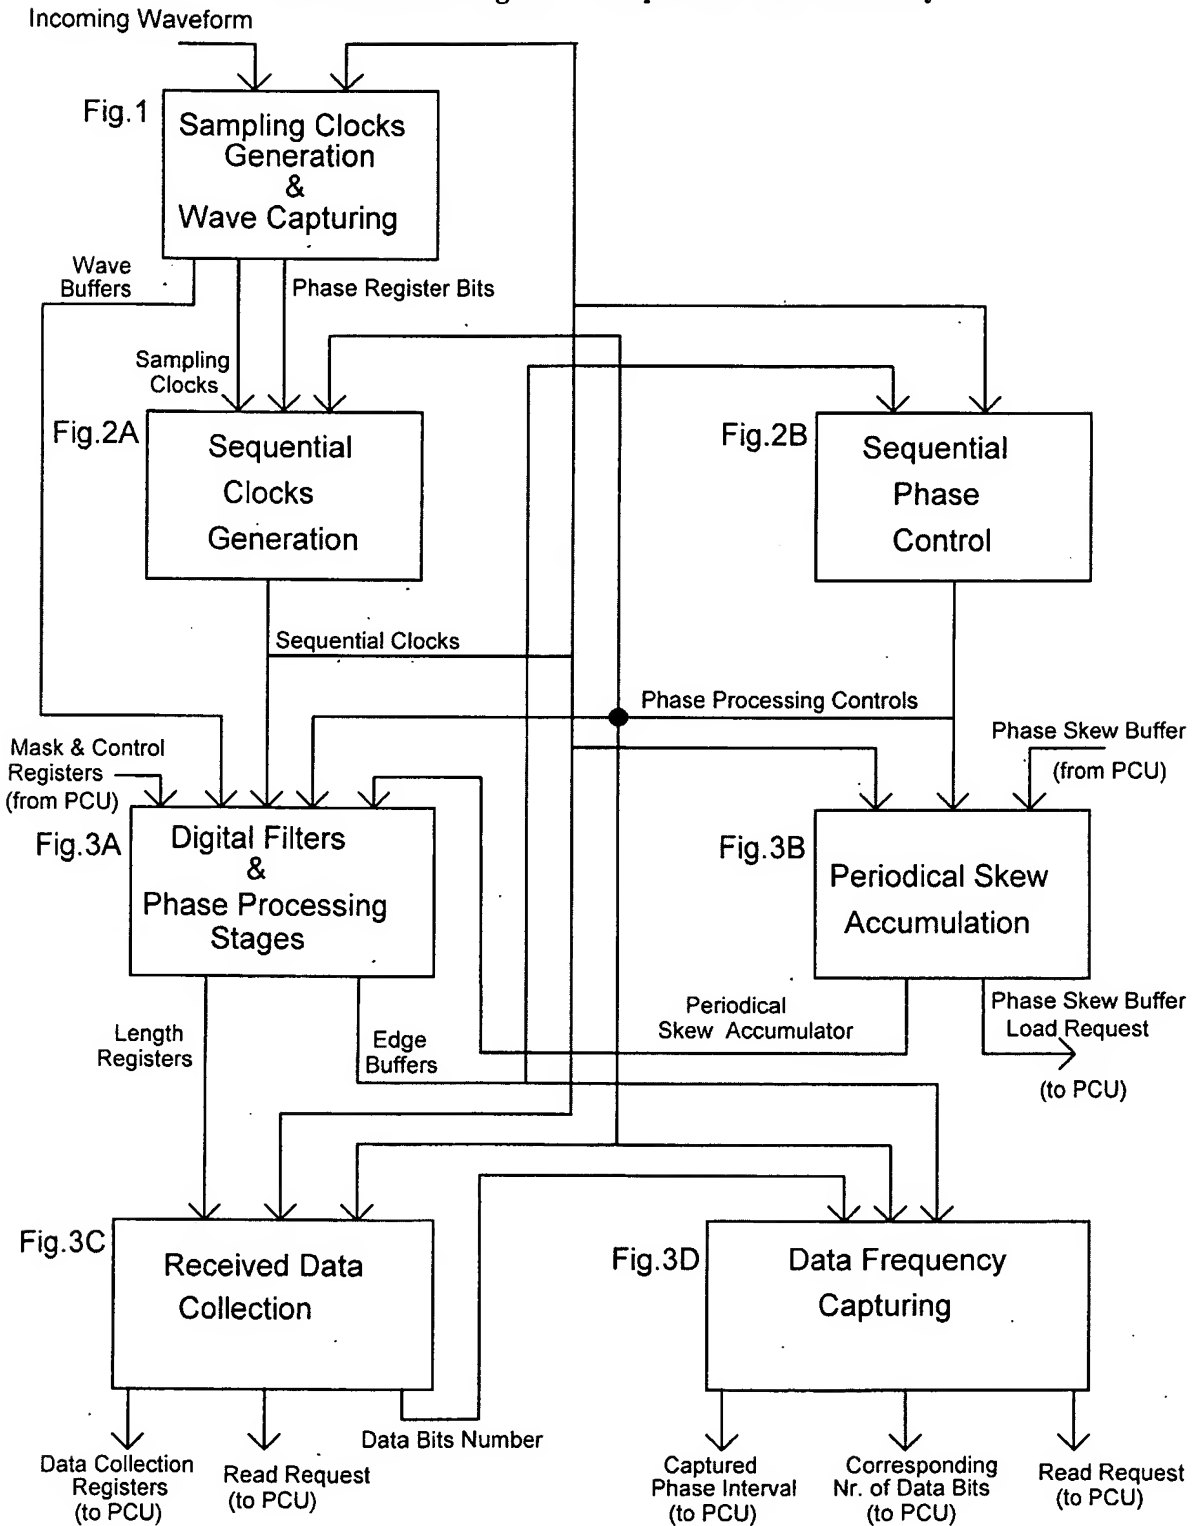 Incoming Waveform
Fig.1
Sampling Clocks
Generation
&
Wave Capturing
Wave
Buffers
Phase Register Bits
Sampling
Clocks
Fig.2A
Sequential
Clocks
Generation
Fig.2B
Sequential
Phase
Control
Sequential Clocks
Phase Processing Controls
Mask & Control
Registers
(from PCU)
Phase Skew Buffer
(from PCU)
Fig.3A
Digital Filters
&
Phase Processing
Stages
Fig.3B
Periodical Skew
Accumulation
Length
Registers
Edge
Buffers
Periodical
Skew Accumulator
Phase Skew Buffer
Load Request
(to PCU)
Fig.3C
Received Data
Collection
Fig.3D
Data Frequency
Capturing
Data Bits Number
Data Collection
Registers
(to PCU)
Read Request
(to PCU)
Captured
Phase Interval
(to PCU)
Corresponding
Nr. of Data Bits
(to PCU)
Read Request
(to PCU)